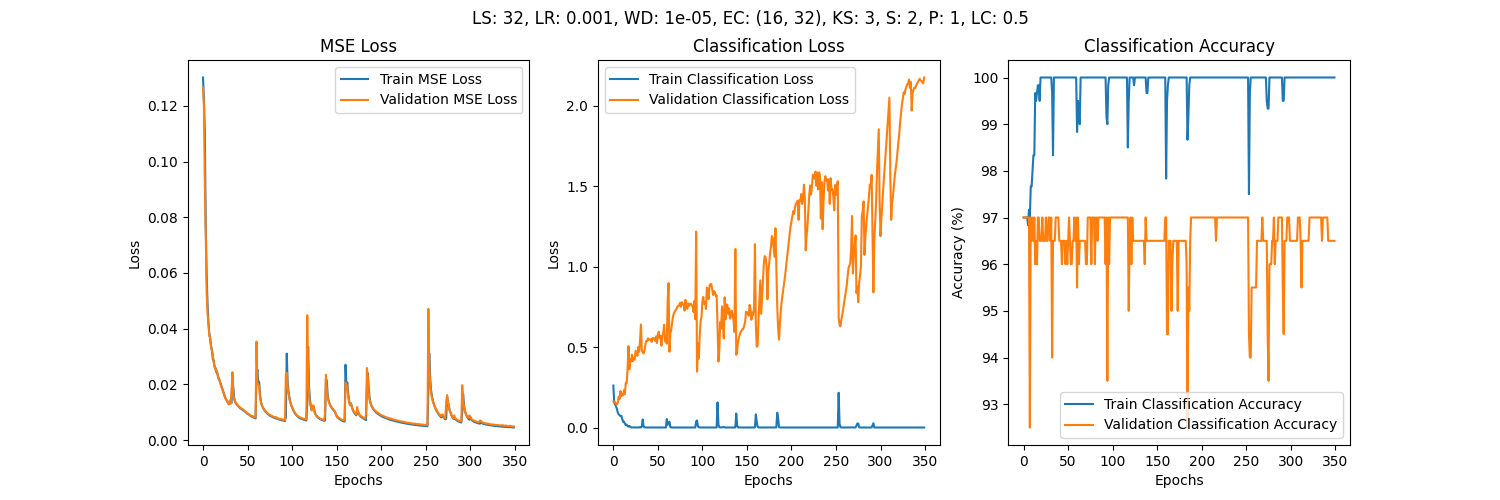 LS: 32, LR: 0.001, WD: 1e-05, EC: (16, 32), KS: 3, S: 2, P: 1, LC: 0.5
MSE Loss
Train MSE Loss
Validation MSE Loss
Loss
0.12
0.10
0.08
0.06
0.04
0.02
0.00
0 50 100 150 200 250 300 350
Epochs
Classification Loss
Train Classification Loss
Validation Classification Loss
Loss
2.0
1.5
1.0
0.5
0.0
0 50 100 150 200 250 300 350
Epochs
Classification Accuracy
Accuracy (%)
100
99
98
97
96
95
94
93
Train Classification Accuracy
Validation Classification Accuracy
0 50 100 150 200 250 300 350
Epochs